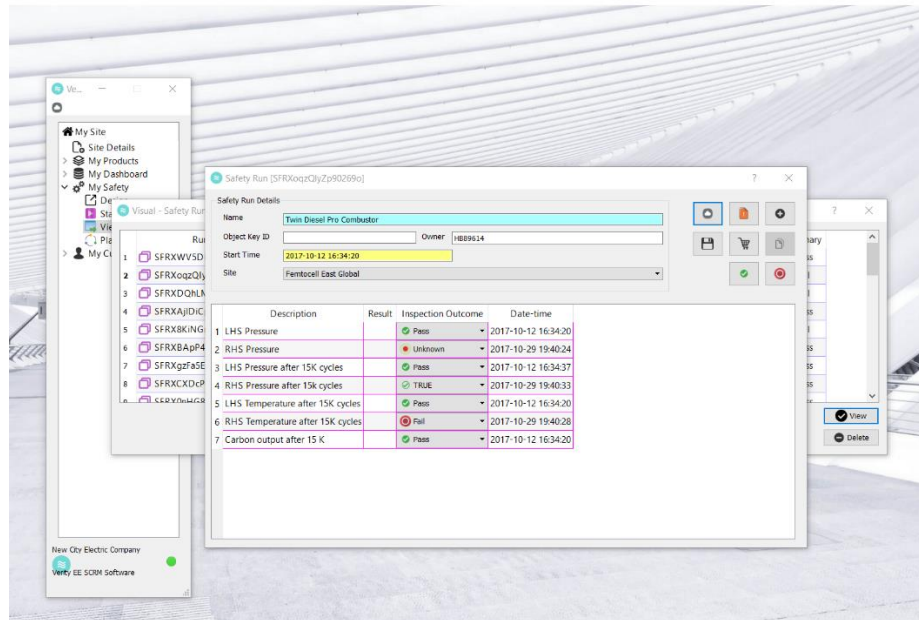 Ve...
My Site
Site Details
My Products
My Dashboard
My Safety
New City Electric Company
Verity EE SCRM Software
Visual - Safety Run
1 SFRXWV5D
2 SFRXoqzQly
3
4
5
6 SFRXBAp4
7 SFRXgzFa5E
8 SFRXCXDcP
View
Delete
Safety Run [SFRXoqzQlyZp90269o]
Safety Run Details
Name Twin Diesel Pro Combustor
Object Key ID Owner HB89614
Start Time 2017-10-12 16:34:20
Site Femtocell East Global
Description Result Inspection Outcome Date-time
1 LHS Pressure Pass 2017-10-12 16:34:20
2 RHS Pressure Unknown 2017-10-29 19:40:24
3 LHS Pressure after 15K cycles Pass 2017-10-12 16:34:37
4 RHS Pressure after 15k cycles TRUE 2017-10-29 19:40:33
5 LHS Temperature after 15K cycles Pass 2017-10-12 16:34:20
6 RHS Temperature after 15K cycles Fail 2017-10-29 19:40:28
7 Carbon output after 15 K Pass 2017-10-12 16:34:20